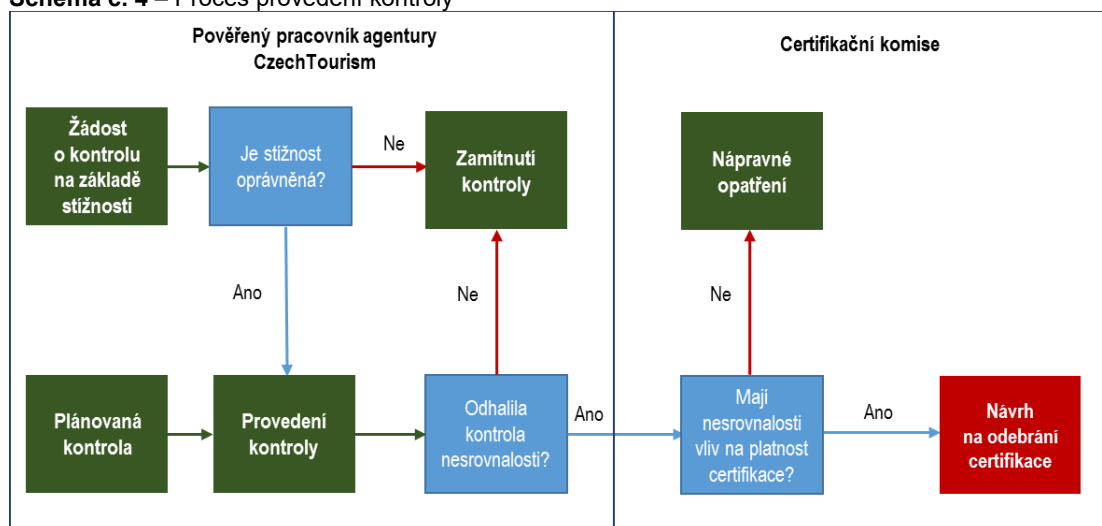 Schéma č. 4 – Proces provedení kontroly
Pověřený pracovník agentury
CzechTourism
Certifikační komise
Žádost
o kontrolu
na základě
stížnosti
Je stížnost
oprávněná?
Ne
Zamítnutí
kontroly
Nápravné
opatření
Ano
Ne
Ne
Plánovaná
kontrola
Provedení
kontroly
Odhalila
kontrola
nesrovnalosti?
Ano
Mají
nesrovnalosti
vliv na platnost
certifikace?
Ano
Návrh
na odebrání
certifikace